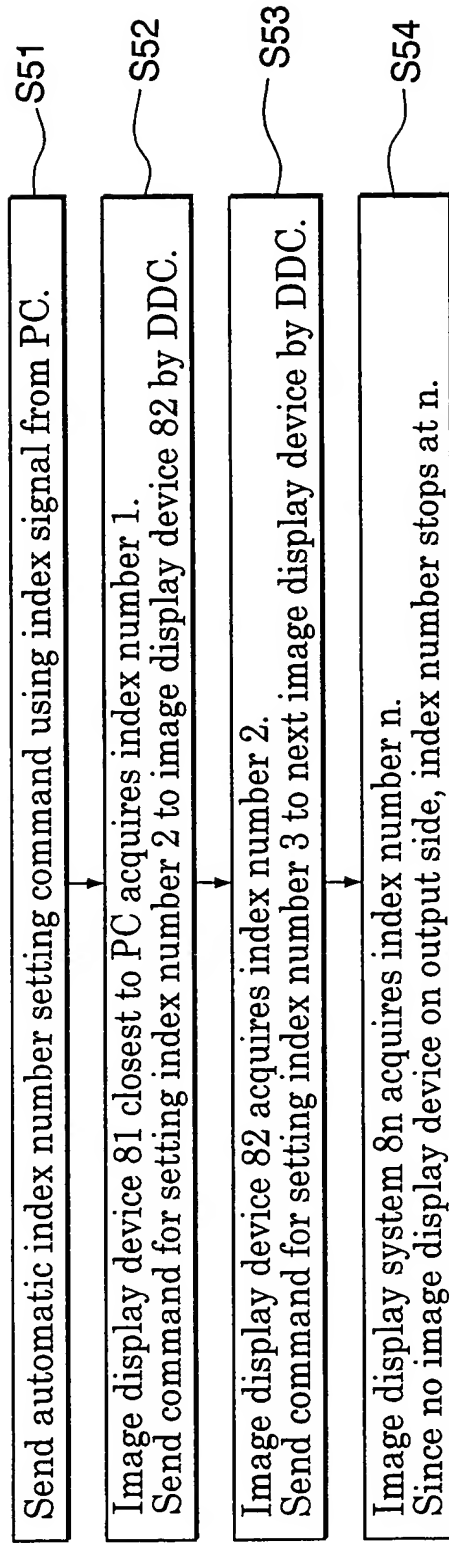 Send automatic index number setting command using index signal from PC.
S51
Image display device 81 closest to PC acquires index number 1.
Send command for setting index number 2 to image display device 82 by DDC.
S52
Image display device 82 acquires index number 2.
Send command for setting index number 3 to next image display device by DDC.
S53
Image display system 8n acquires index number n.
Since no image display device on output side, index number stops at n.
S54